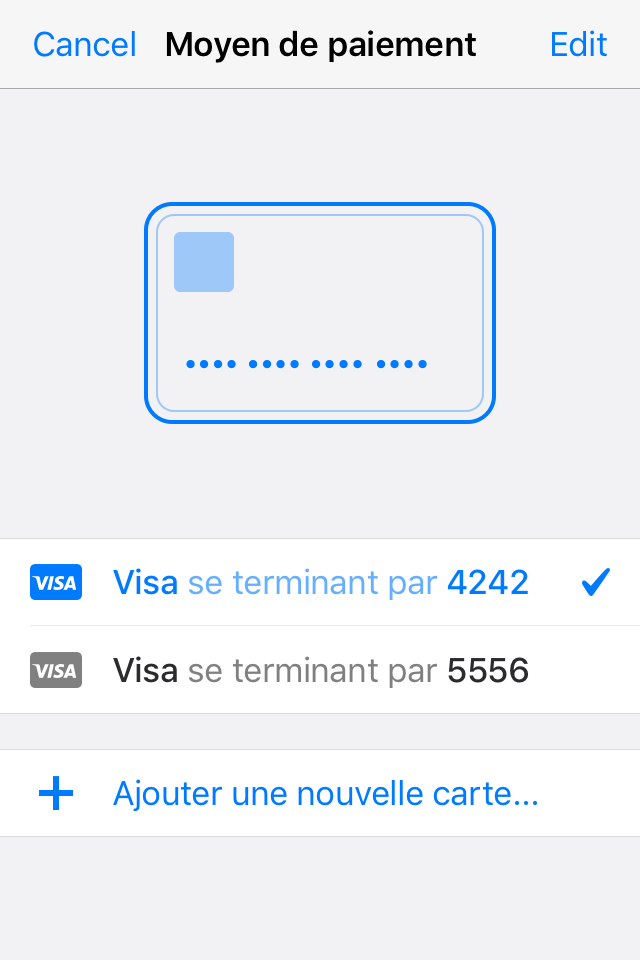 Cancel Moyen de paiement Edit
•••• •••• •••• ••••
VISA Visa se terminant par 4242 ✓
VISA Visa se terminant par 5556
+ Ajouter une nouvelle carte…